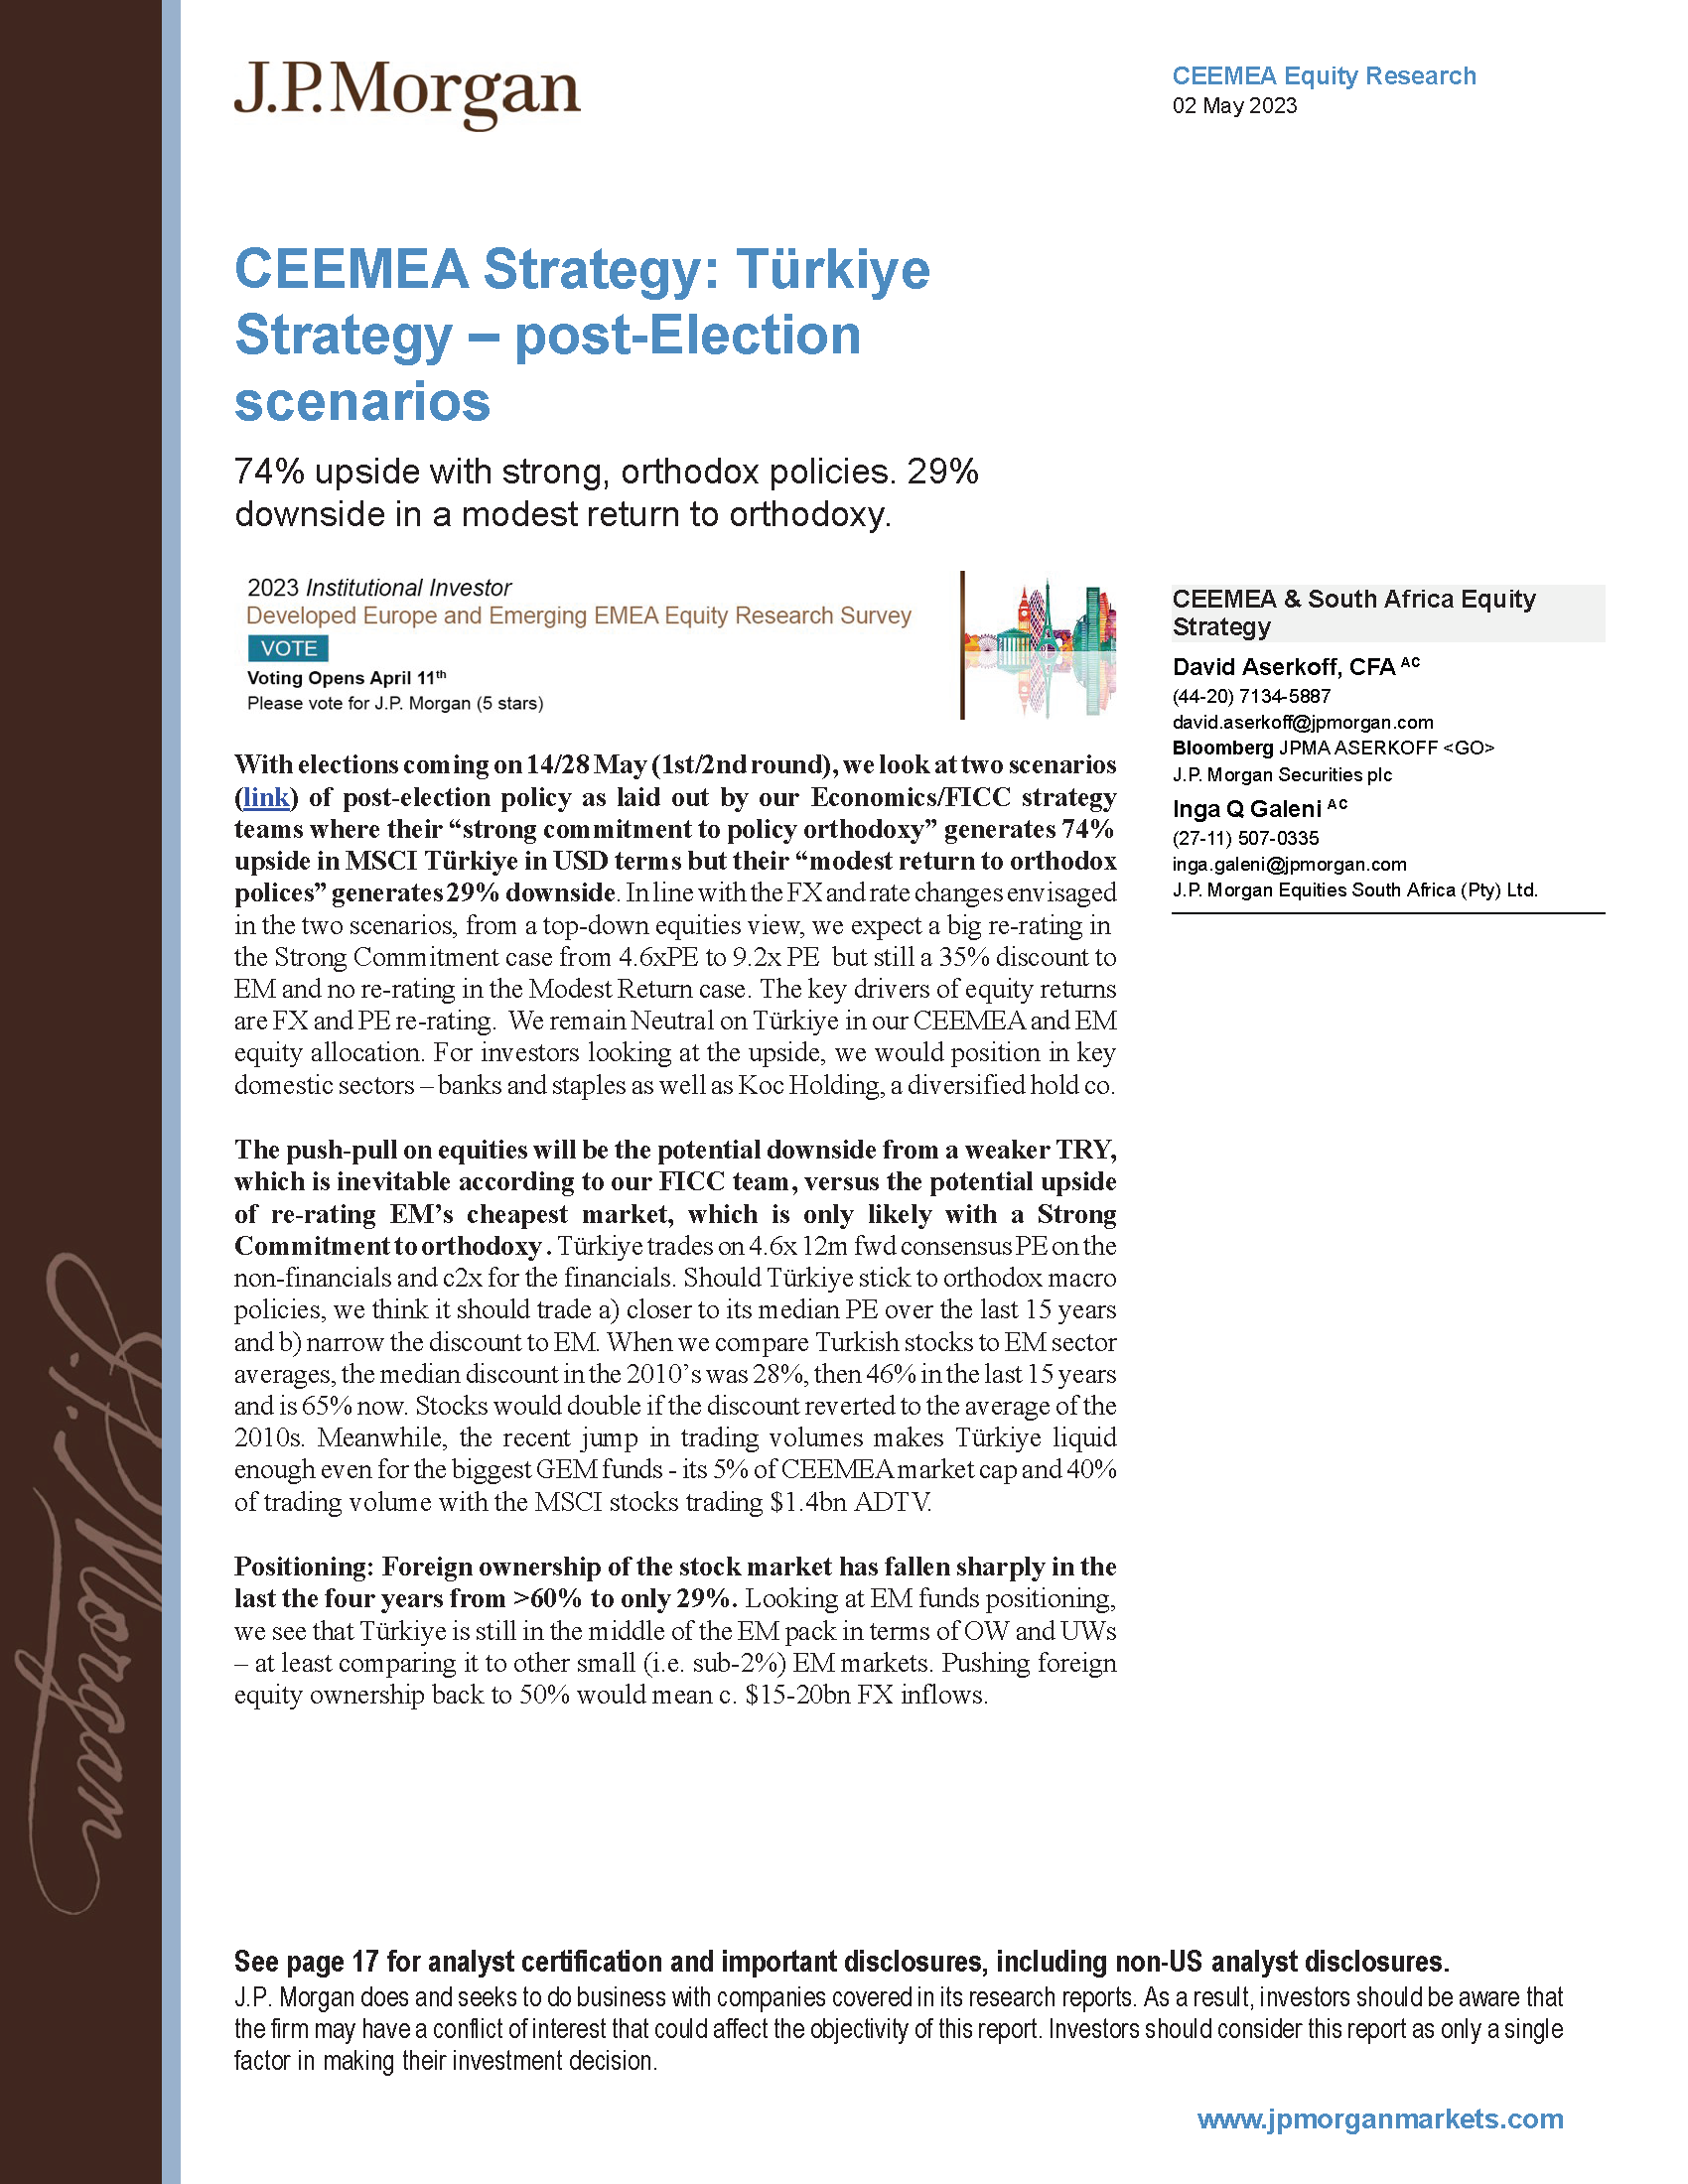 J.P.Morgan
CEEMEA Equity Research
02 May 2023
CEEMEA Strategy: Türkiye
Strategy – post-Election
scenarios
74% upside with strong, orthodox policies. 29%
downside in a modest return to orthodoxy.
2023 Institutional Investor
Developed Europe and Emerging EMEA Equity Research Survey
VOTE
Voting Opens April 11th
Please vote for J.P. Morgan (5 stars)
With elections coming on 14/28 May (1st/2nd round), we look at two scenarios
(link) of post-election policy as laid out by our Economics/FICC strategy
teams where their “strong commitment to policy orthodoxy” generates 74%
upside in MSCI Türkiye in USD terms but their “modest return to orthodox
polices” generates 29% downside. In line with the FX and rate changes envisaged
in the two scenarios, from a top-down equities view, we expect a big re-rating in
the Strong Commitment case from 4.6xPE to 9.2x PE but still a 35% discount to
EM and no re-rating in the Modest Return case. The key drivers of equity returns
are FX and PE re-rating. We remain Neutral on Türkiye in our CEEMEA and EM
equity allocation. For investors looking at the upside, we would position in key
domestic sectors – banks and staples as well as Koc Holding, a diversified hold co.
The push-pull on equities will be the potential downside from a weaker TRY,
which is inevitable according to our FICC team, versus the potential upside
of re-rating EM’s cheapest market, which is only likely with a Strong
Commitment to orthodoxy. Türkiye trades on 4.6x 12m fwd consensus PE on the
non-financials and c2x for the financials. Should Türkiye stick to orthodox macro
policies, we think it should trade a) closer to its median PE over the last 15 years
and b) narrow the discount to EM. When we compare Turkish stocks to EM sector
averages, the median discount in the 2010’s was 28%, then 46% in the last 15 years
and is 65% now. Stocks would double if the discount reverted to the average of the
2010s. Meanwhile, the recent jump in trading volumes makes Türkiye liquid
enough even for the biggest GEM funds - its 5% of CEEMEA market cap and 40%
of trading volume with the MSCI stocks trading $1.4bn ADTV.
Positioning: Foreign ownership of the stock market has fallen sharply in the
last the four years from >60% to only 29%. Looking at EM funds positioning,
we see that Türkiye is still in the middle of the EM pack in terms of OW and UWs
– at least comparing it to other small (i.e. sub-2%) EM markets. Pushing foreign
equity ownership back to 50% would mean c. $15-20bn FX inflows.
CEEMEA & South Africa Equity
Strategy
David Aserkoff, CFA AC
(44-20) 7134-5887
david.aserkoff@jpmorgan.com
Bloomberg JPMA ASERKOFF <GO>
J.P. Morgan Securities plc
Inga Q Galeni AC
(27-11) 507-0335
inga.galeni@jpmorgan.com
J.P. Morgan Equities South Africa (Pty) Ltd.
J.P. Morgan
See page 17 for analyst certification and important disclosures, including non-US analyst disclosures.
J.P. Morgan does and seeks to do business with companies covered in its research reports. As a result, investors should be aware that
the firm may have a conflict of interest that could affect the objectivity of this report. Investors should consider this report as only a single
factor in making their investment decision.
www.jpmorganmarkets.com